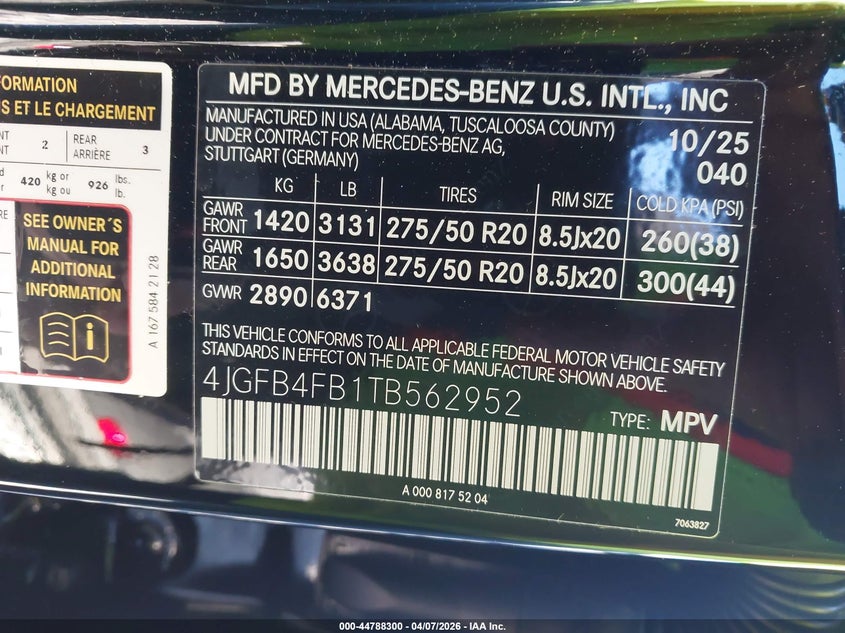 FORMATION
S ET LE CHARGEMENT
2 REAR ARRIÈRE 3
420 kg or kg ou 926 lbs. lb.
SEE OWNER´S
MANUAL FOR
ADDITIONAL
INFORMATION
A 167 584 21 28
MFD BY MERCEDES-BENZ U.S. INTL., INC
MANUFACTURED IN USA (ALABAMA, TUSCALOOSA COUNTY) 10/25
UNDER CONTRACT FOR MERCEDES-BENZ AG,
STUTTGART (GERMANY) 040
KG LB TIRES RIM SIZE COLD KPA (PSI)
GAWR FRONT 1420 3131 275/50 R20 8.5Jx20 260(38)
GAWR REAR 1650 3638 275/50 R20 8.5Jx20 300(44)
GVWR 2890 6371
THIS VEHICLE CONFORMS TO ALL APPLICABLE FEDERAL MOTOR VEHICLE SAFETY
STANDARDS IN EFFECT ON THE DATE OF MANUFACTURE SHOWN ABOVE.
4JGFB4FB1TB562952
TYPE: MPV
A 000 817 52 04
7063827
000-44788300 - 04/07/2026 - IAA Inc.